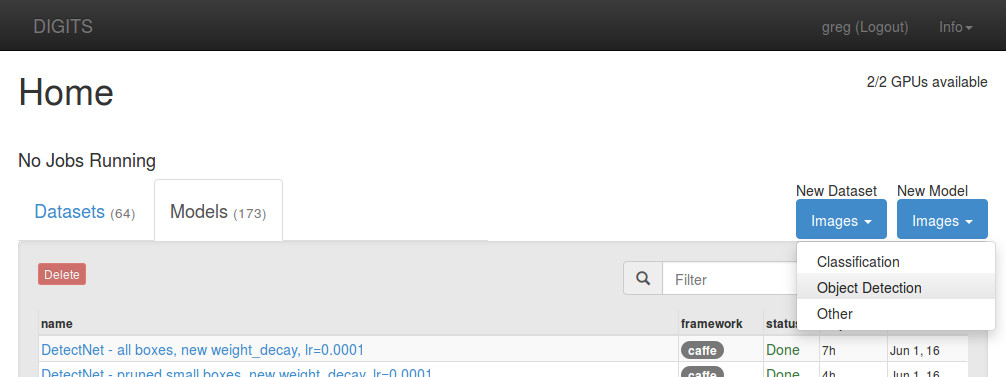 DIGITS greg (Logout) Info
Home 2/2 GPUs available
No Jobs Running
New Dataset New Model
Datasets (64) Models (173) Images Images
Classification
Delete Filter
Object Detection
Other
name framework status
DetectNet - all boxes, new weight_decay, lr=0.0001 caffe Done 7h Jun 1, 16
DetectNet - pruned small boxes, new weight_decay, lr=0.0001 caffe Done 4h Jun 1, 16